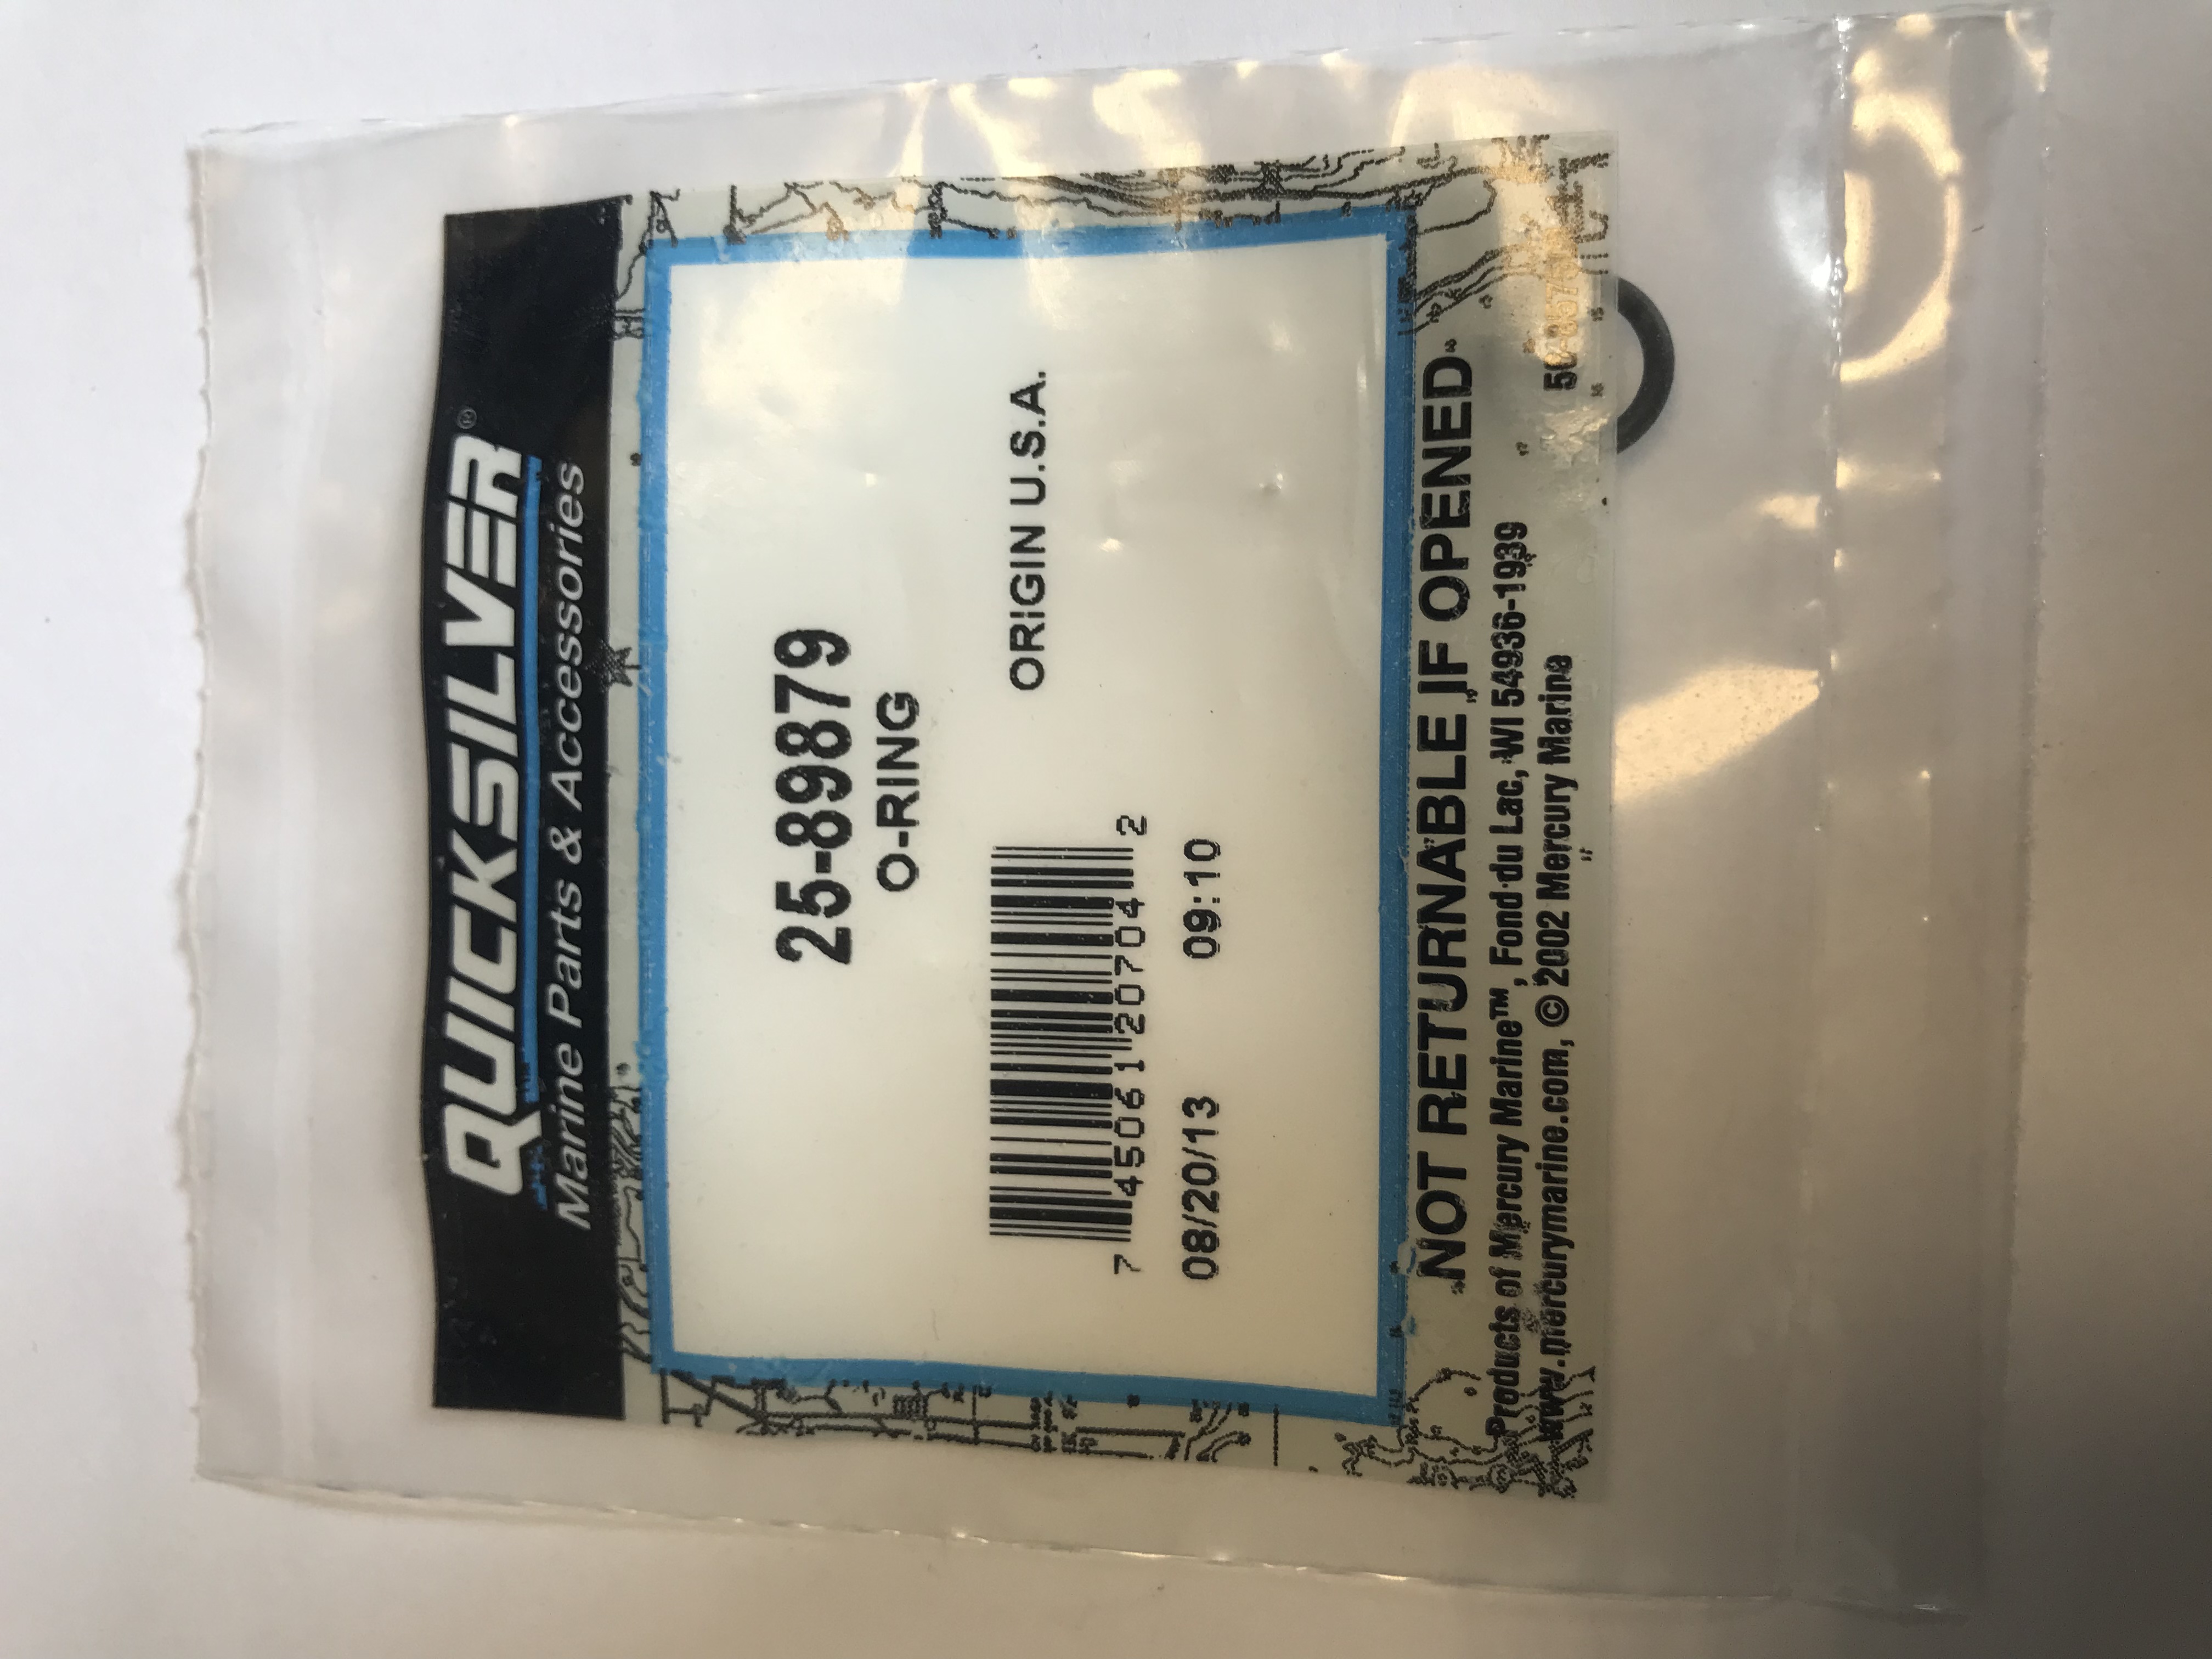 QUICKSILVER®
Marine Parts & Accessories
25-89879
O-RING
ORIGIN U.S.A.
7 45061 20704 2
08/20/13 09:10
NOT RETURNABLE IF OPENED
Products of Mercury Marine™, Fond du Lac, WI 54936-1939
www.mercurymarine.com, © 2002 Mercury Marine